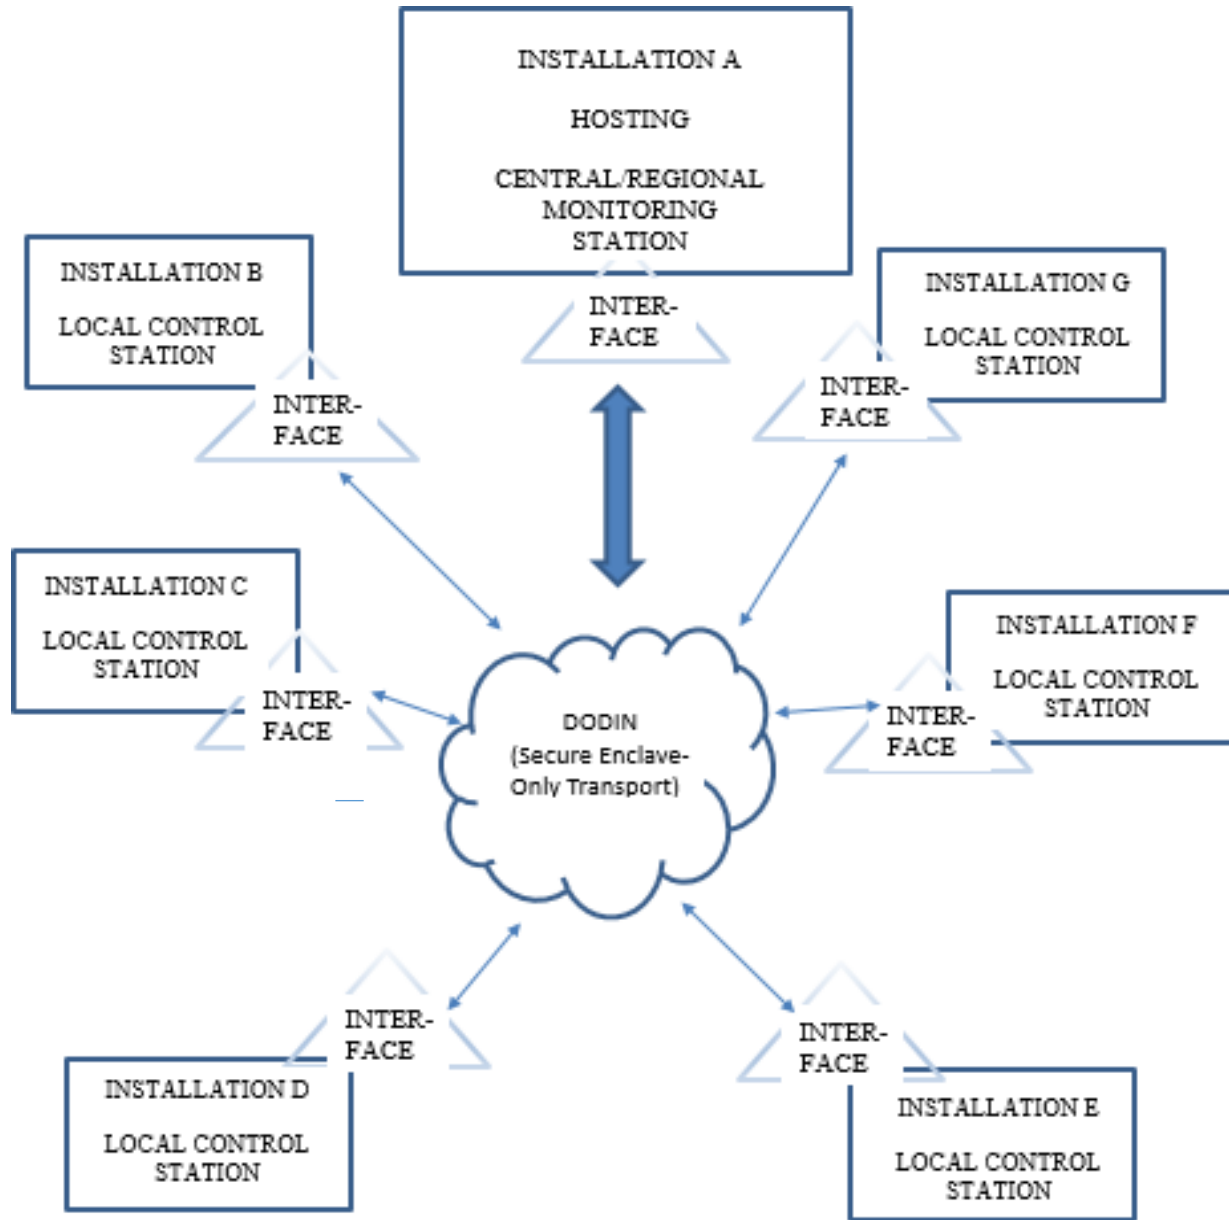 INSTALLATION A
HOSTING
CENTRAL/REGIONAL
MONITORING
STATION
INTER-
FACE
INSTALLATION B
LOCAL CONTROL
STATION
INTER-
FACE
INSTALLATION G
LOCAL CONTROL
STATION
INTER-
FACE
INSTALLATION C
LOCAL CONTROL
STATION
INTER-
FACE
INSTALLATION F
LOCAL CONTROL
STATION
INTER-
FACE
DODIN
(Secure Enclave-
Only Transport)
INTER-
FACE
INSTALLATION D
LOCAL CONTROL
STATION
INTER-
FACE
INSTALLATION E
LOCAL CONTROL
STATION